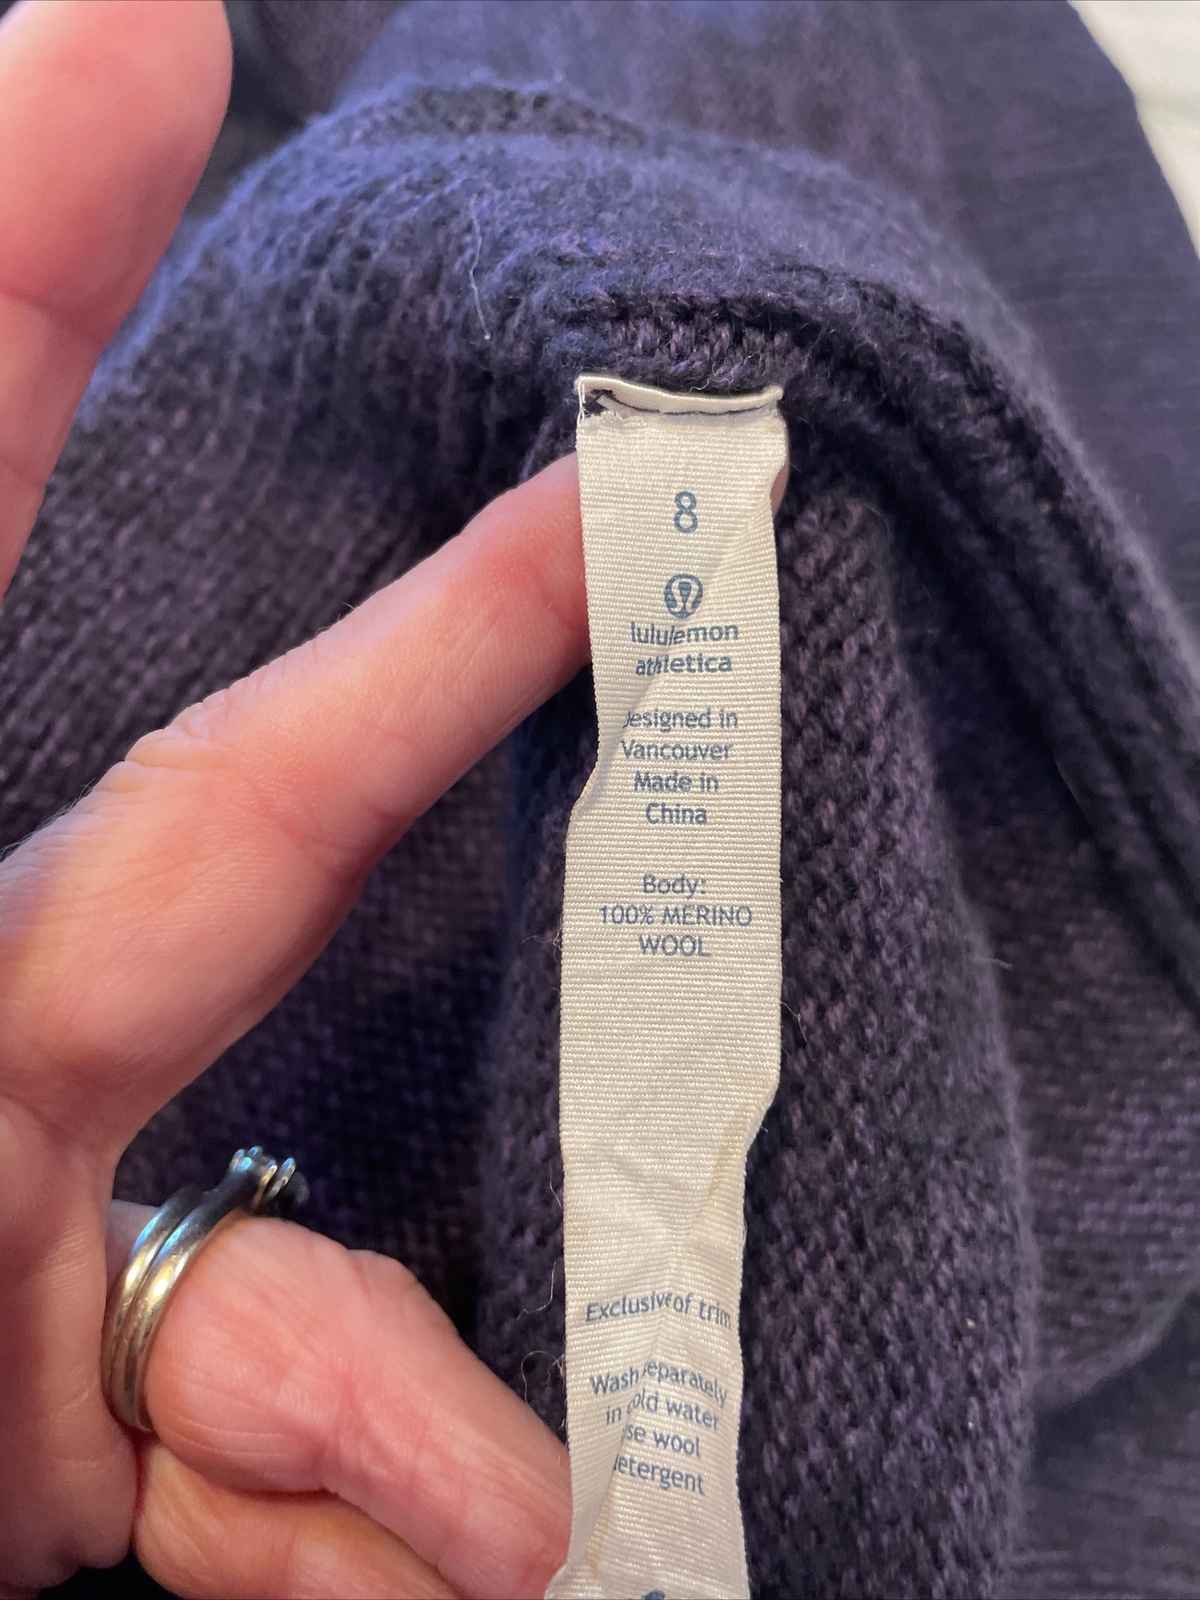 8
lululemon
athletica
Designed in
Vancouver
Made in
China
Body:
100% MERINO
WOOL
Exclusive of trim
Wash separately
in cold water
use wool
detergent